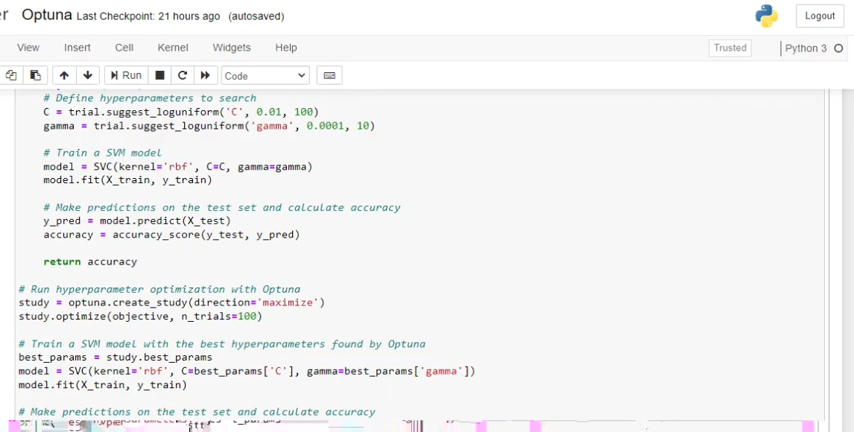 Optuna Last Checkpoint: 21 hours ago (autosaved)
Logout
View Insert Cell Kernel Widgets Help
Trusted
Python 3
Run
Code
# Define hyperparameters to search
C = trial.suggest_loguniform('C', 0.01, 100)
gamma = trial.suggest_loguniform('gamma', 0.0001, 10)
# Train a SVM model
model = SVC(kernel='rbf', C=C, gamma=gamma)
model.fit(X_train, y_train)
# Make predictions on the test set and calculate accuracy
y_pred = model.predict(X_test)
accuracy = accuracy_score(y_test, y_pred)
return accuracy
# Run hyperparameter optimization with Optuna
study = optuna.create_study(direction='maximize')
study.optimize(objective, n_trials=100)
# Train a SVM model with the best hyperparameters found by Optuna
best_params = study.best_params
model = SVC(kernel='rbf', C=best_params['C'], gamma=best_params['gamma'])
model.fit(X_train, y_train)
# Make predictions on the test set and calculate accuracy